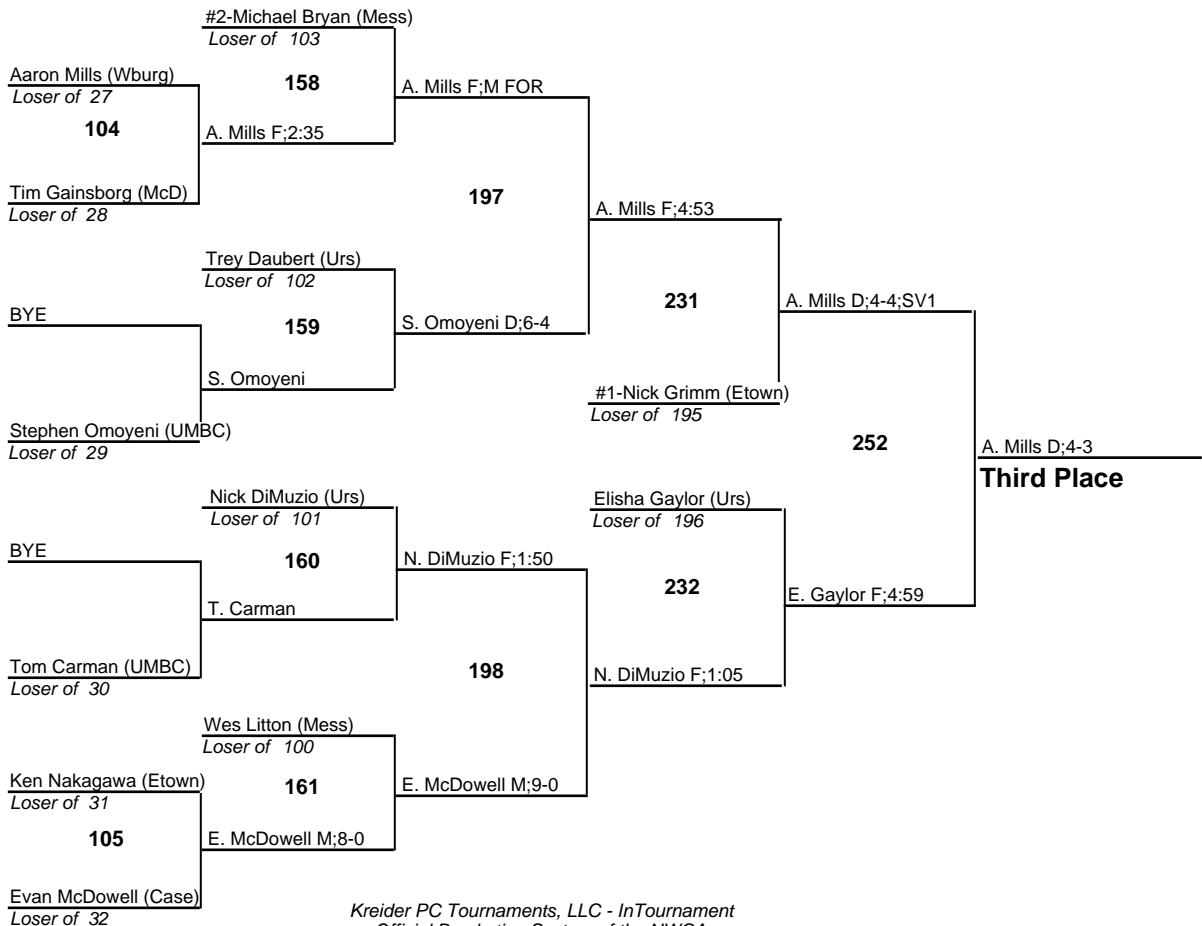 #2-Michael Bryan (Mess)
Loser of 103
Aaron Mills (Wburg)
Loser of 27
158
A. Mills F;M FOR
104
A. Mills F;2:35
Tim Gainsborg (McD)
Loser of 28
197
A. Mills F;4:53
Trey Daubert (Urs)
Loser of 102
BYE
159
S. Omoyeni D;6-4
231
A. Mills D;4-4;SV1
S. Omoyeni
#1-Nick Grimm (Etown)
Loser of 195
Stephen Omoyeni (UMBC)
Loser of 29
252
A. Mills D;4-3
Third Place
Nick DiMuzio (Urs)
Loser of 101
Elisha Gaylor (Urs)
Loser of 196
BYE
160
N. DiMuzio F;1:50
232
T. Carman
E. Gaylor F;4:59
Tom Carman (UMBC)
Loser of 30
198
N. DiMuzio F;1:05
Wes Litton (Mess)
Loser of 100
Ken Nakagawa (Etown)
Loser of 31
161
E. McDowell M;9-0
105
E. McDowell M;8-0
Evan McDowell (Case)
Loser of 32
Kreider PC Tournaments, LLC - InTournament